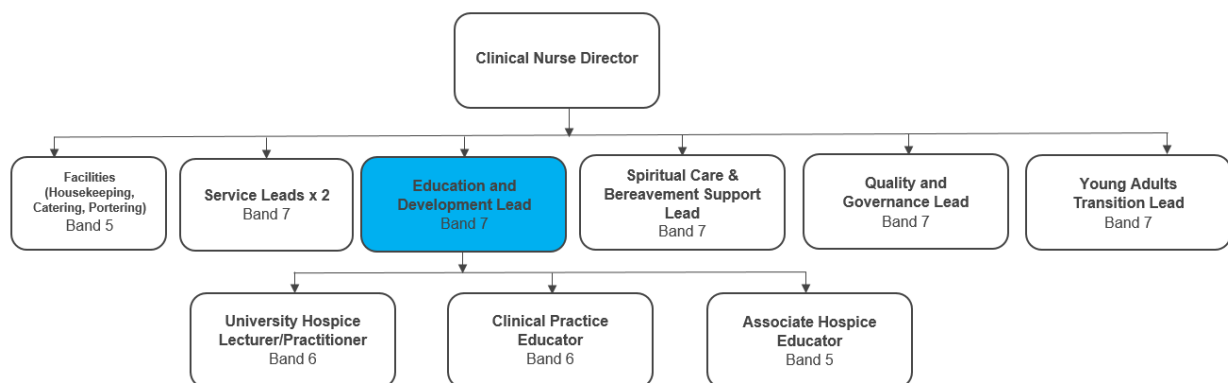 Clinical Nurse Director
Facilities
(Housekeeping,
Catering, Portering)
Band 5
Service Leads x 2
Band 7
Education and
Development Lead
Band 7
Spiritual Care &
Bereavement Support
Lead
Band 7
Quality and
Governance Lead
Band 7
Young Adults
Transition Lead
Band 7
University Hospice
Lecturer/Practitioner
Band 6
Clinical Practice
Educator
Band 6
Associate Hospice
Educator
Band 5